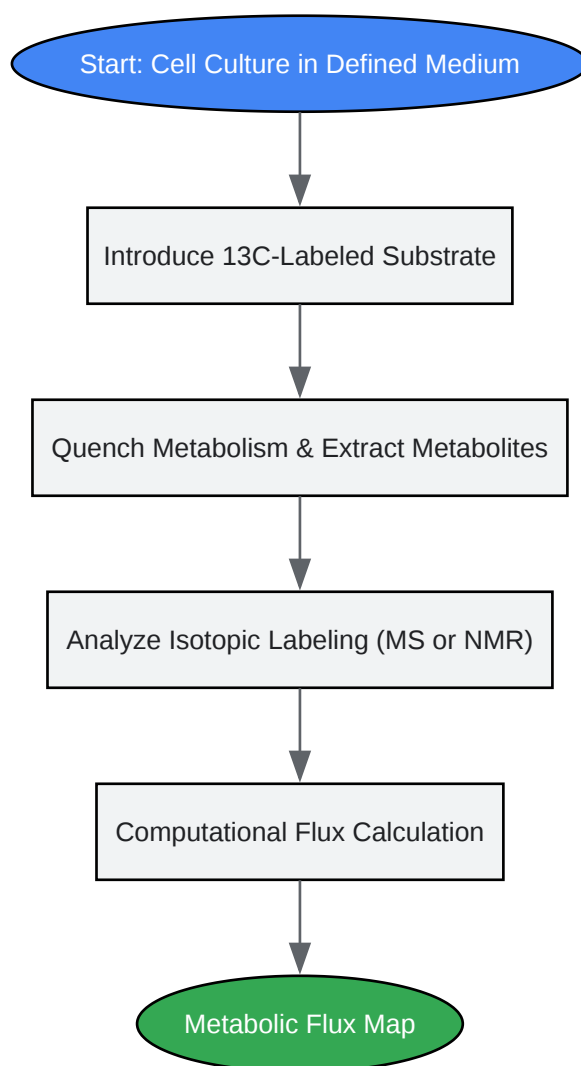 Start: Cell Culture in Defined Medium
Introduce 13C-Labeled Substrate
Quench Metabolism & Extract Metabolites
Analyze Isotopic Labeling (MS or NMR)
Computational Flux Calculation
Metabolic Flux Map